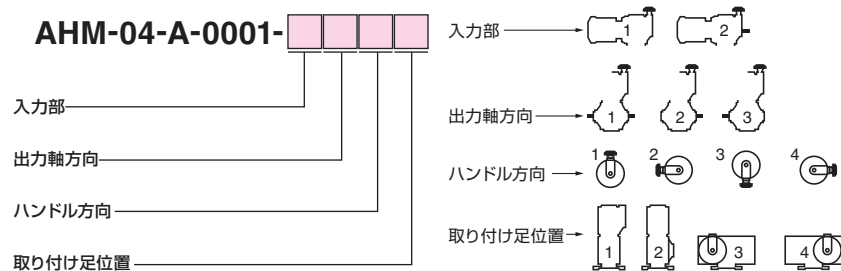 AHM-04-A-0001-
入力部
出力軸方向
ハンドル方向
取り付け足位置
入力部 1 2
出力軸方向 1 2 3
ハンドル方向 1 2 3 4
取り付け足位置 1 2 3 4